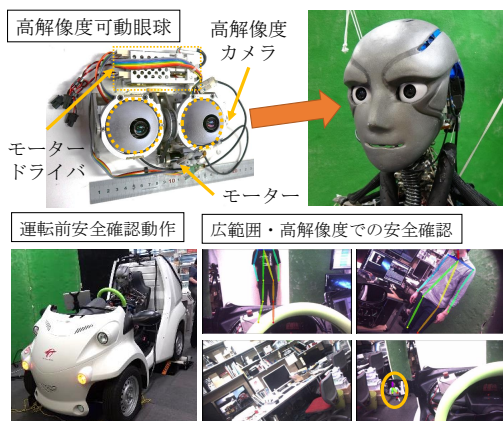 高解像度可動眼球
高解像度
カメラ
モーター
ドライバ
モーター
運転前安全確認動作
広範囲・高解像度での安全確認